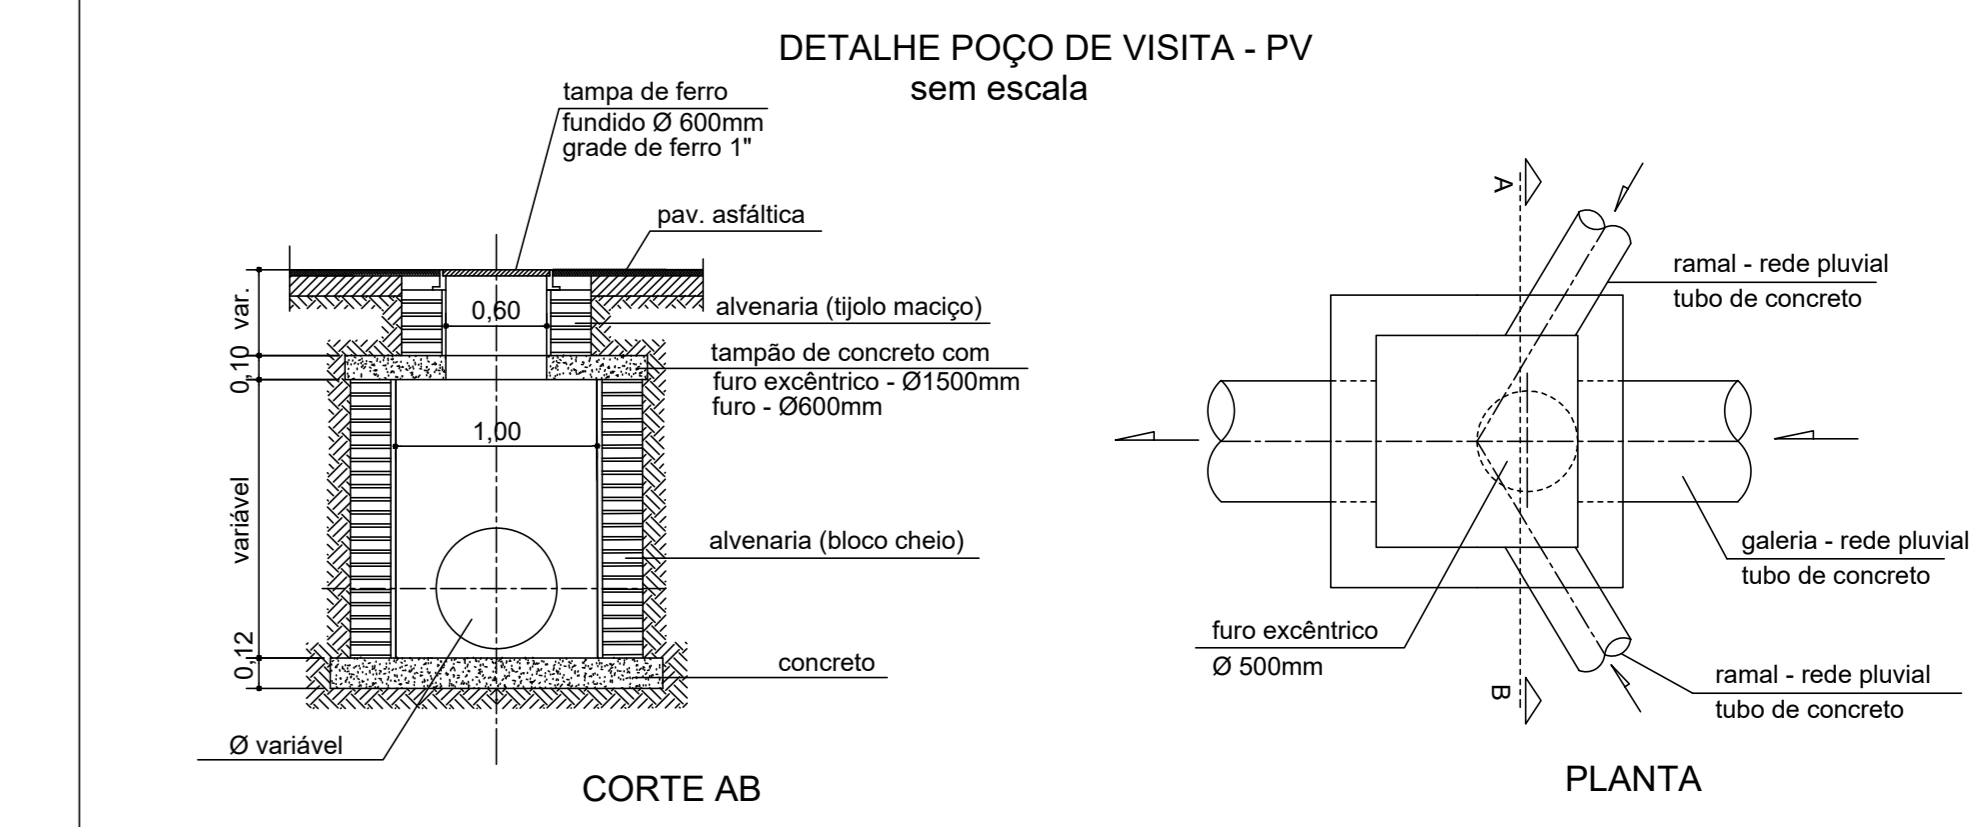 DETALHE POÇO DE VISITA - PV
sem escala
tampa de ferro
fundido Ø 600mm
grade de ferro 1"
pav. asfáltica
var.
0,60
alvenaria (tijolo maciço)
0,10
tampão de concreto com
furo excêntrico - Ø1500mm
furo - Ø600mm
1,00
variável
alvenaria (bloco cheio)
0,12
concreto
Ø variável
CORTE AB
A
ramal - rede pluvial
tubo de concreto
galeria - rede pluvial
tubo de concreto
furo excêntrico
Ø 500mm
B
ramal - rede pluvial
tubo de concreto
PLANTA